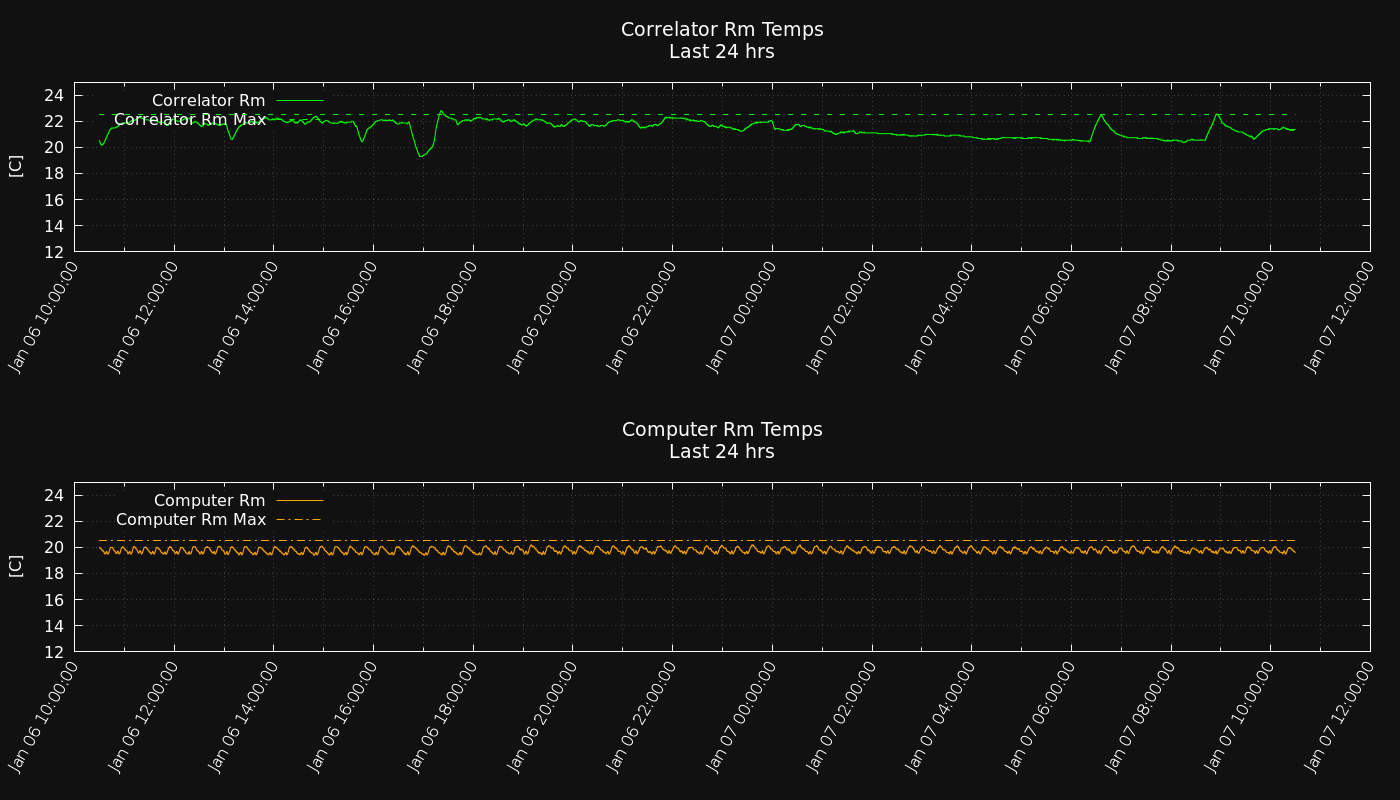 Correlator Rm Temps
Last 24 hrs
24
22
20
18
16
14
12
[C]
Correlator Rm
Correlator Rm Max
Jan 06 10:00:00
Jan 06 12:00:00
Jan 06 14:00:00
Jan 06 16:00:00
Jan 06 18:00:00
Jan 06 20:00:00
Jan 06 22:00:00
Jan 07 00:00:00
Jan 07 02:00:00
Jan 07 04:00:00
Jan 07 06:00:00
Jan 07 08:00:00
Jan 07 10:00:00
Jan 07 12:00:00
Computer Rm Temps
Last 24 hrs
24
22
20
18
16
14
12
[C]
Computer Rm
Computer Rm Max
Jan 06 10:00:00
Jan 06 12:00:00
Jan 06 14:00:00
Jan 06 16:00:00
Jan 06 18:00:00
Jan 06 20:00:00
Jan 06 22:00:00
Jan 07 00:00:00
Jan 07 02:00:00
Jan 07 04:00:00
Jan 07 06:00:00
Jan 07 08:00:00
Jan 07 10:00:00
Jan 07 12:00:00